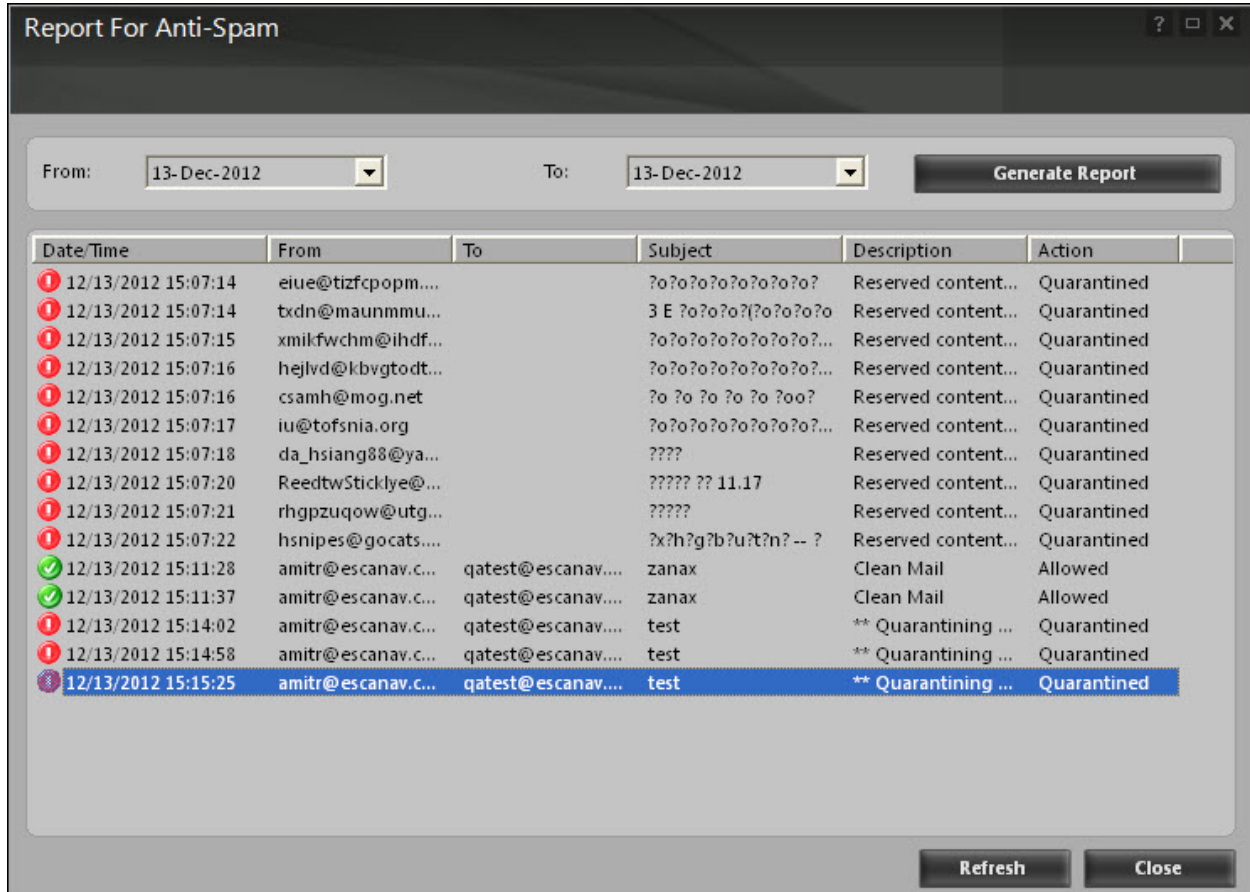 Report For Anti-Spam
From: 13-Dec-2012 To: 13-Dec-2012 Generate Report
Date/Time From To Subject Description Action
12/13/2012 15:07:14 eiue@tizfcpopm.... ?o?o?o?o?o?o?o?o? Reserved content... Quarantined
12/13/2012 15:07:14 txdn@maunmmu... 3 E ?o?o?o?(?o?o?o?o Reserved content... Quarantined
12/13/2012 15:07:15 xmikfwchm@ihdf... ?o?o?o?o?o?o?o?o?... Reserved content... Quarantined
12/13/2012 15:07:16 hejlvd@kbvgtodt... ?o?o?o?o?o?o?o?o?... Reserved content... Quarantined
12/13/2012 15:07:16 csamh@mog.net ?o ?o ?o ?o ?o ?oo? Reserved content... Quarantined
12/13/2012 15:07:17 iu@tofsnia.org ?o?o?o?o?o?o?o?o?... Reserved content... Quarantined
12/13/2012 15:07:18 da_hsiang88@ya... ???? Reserved content... Quarantined
12/13/2012 15:07:20 ReedtwSticklye@... ????? ?? 11.17 Reserved content... Quarantined
12/13/2012 15:07:21 rhgpzuqow@utg... ????? Reserved content... Quarantined
12/13/2012 15:07:22 hsnipes@gocats.... ?x?h?g?b?u?t?n? -- ? Reserved content... Quarantined
12/13/2012 15:11:28 amitr@escanav.c... qatest@escanav.... zanax Clean Mail Allowed
12/13/2012 15:11:37 amitr@escanav.c... qatest@escanav.... zanax Clean Mail Allowed
12/13/2012 15:14:02 amitr@escanav.c... qatest@escanav.... test ** Quarantining ... Quarantined
12/13/2012 15:14:58 amitr@escanav.c... qatest@escanav.... test ** Quarantining ... Quarantined
12/13/2012 15:15:25 amitr@escanav.c... qatest@escanav.... test ** Quarantining ... Quarantined
Refresh Close